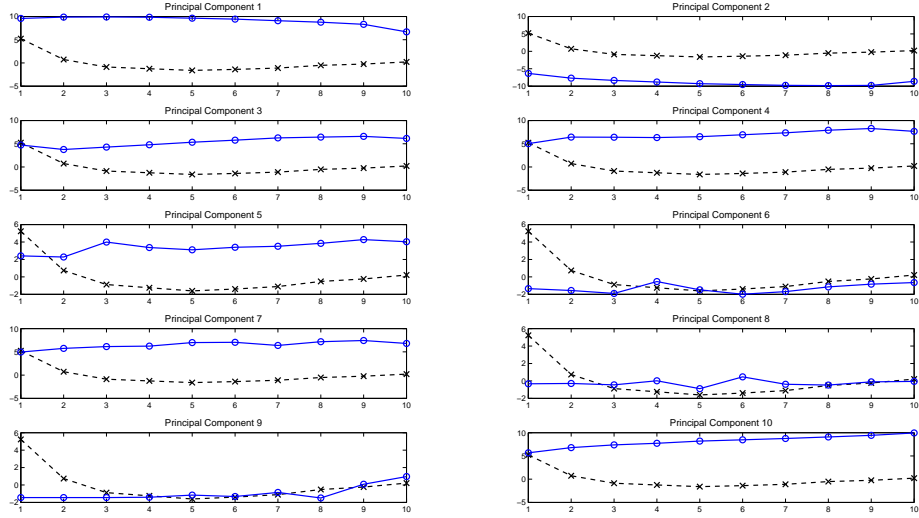 Principal Component 1
10
5
0
−5
1 2 3 4 5 6 7 8 9 10
Principal Component 2
10
5
0
−5
−10
1 2 3 4 5 6 7 8 9 10
Principal Component 3
10
5
0
−5
1 2 3 4 5 6 7 8 9 10
Principal Component 4
10
5
0
−5
1 2 3 4 5 6 7 8 9 10
Principal Component 5
6
4
2
0
−2
1 2 3 4 5 6 7 8 9 10
Principal Component 6
6
4
2
0
−2
1 2 3 4 5 6 7 8 9 10
Principal Component 7
10
5
0
−5
1 2 3 4 5 6 7 8 9 10
Principal Component 8
6
4
2
0
−2
1 2 3 4 5 6 7 8 9 10
Principal Component 9
6
4
2
0
−2
1 2 3 4 5 6 7 8 9 10
Principal Component 10
10
5
0
−5
1 2 3 4 5 6 7 8 9 10